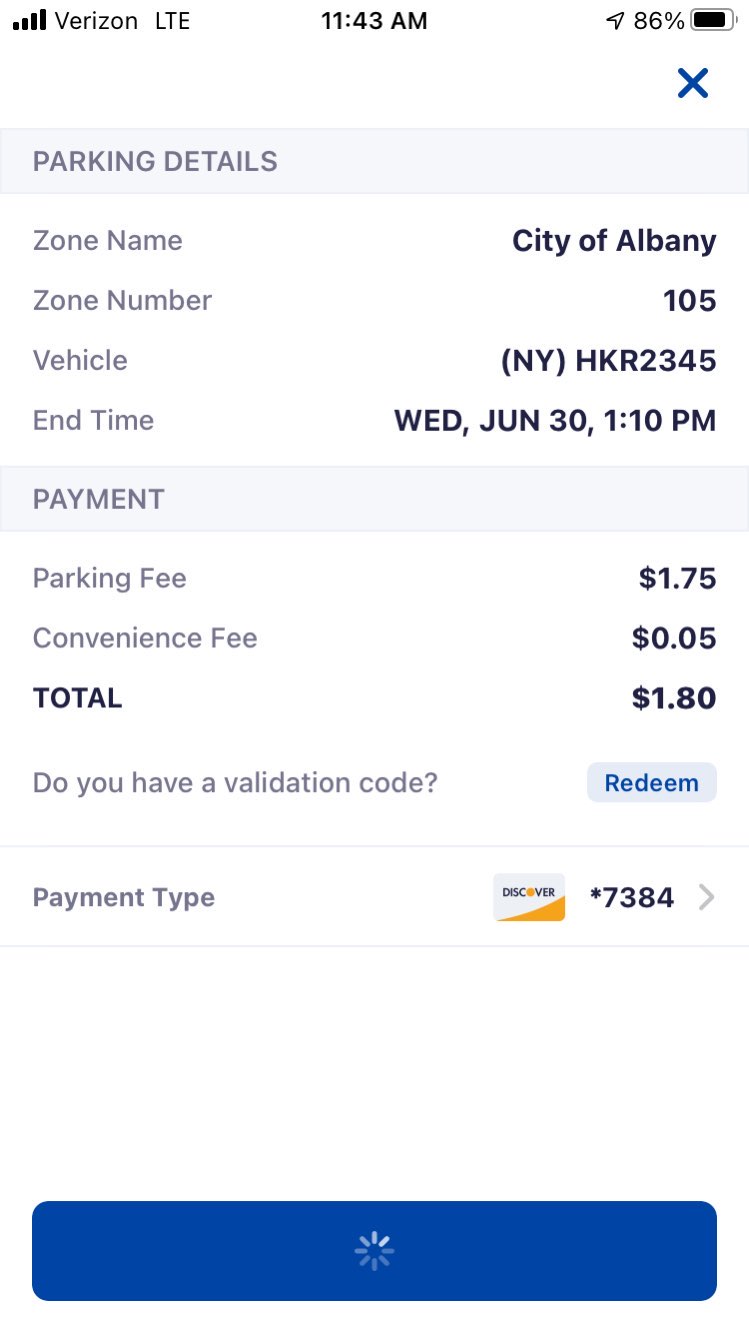 Verizon LTE 11:43 AM 86%
PARKING DETAILS
Zone Name City of Albany
Zone Number 105
Vehicle (NY) HKR2345
End Time WED, JUN 30, 1:10 PM
PAYMENT
Parking Fee $1.75
Convenience Fee $0.05
TOTAL $1.80
Do you have a validation code? Redeem
Payment Type DISCOVER *7384